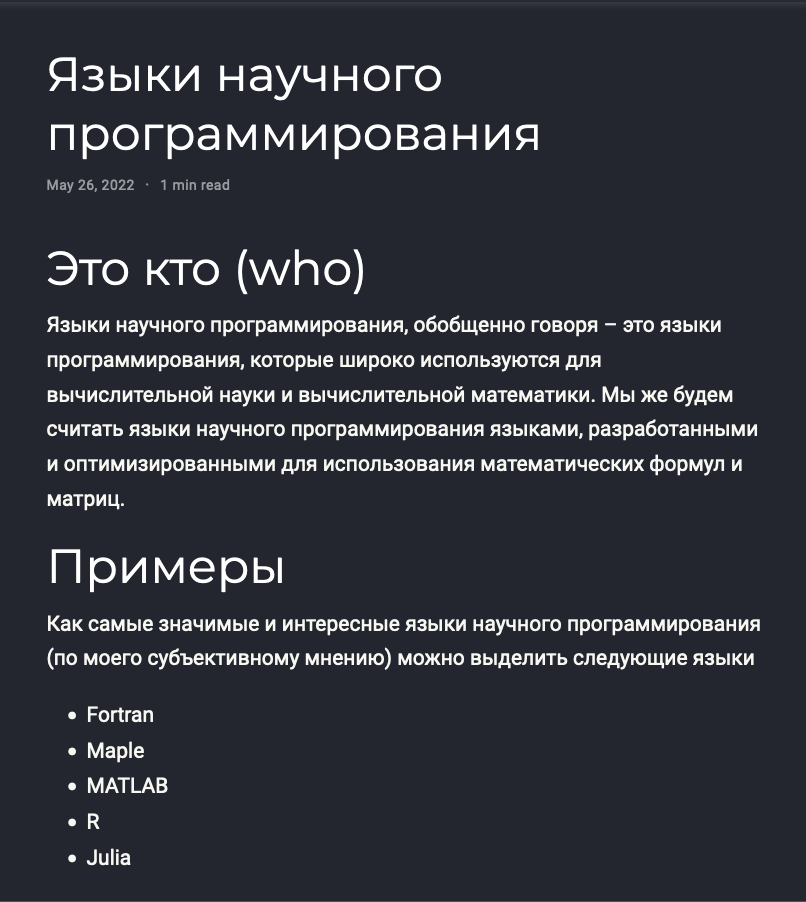 Языки научного
программирования
May 26, 2022 · 1 min read
Это кто (who)
Языки научного программирования, обобщенно говоря – это языки
программирования, которые широко используются для
вычислительной науки и вычислительной математики. Мы же будем
считать языки научного программирования языками, разработанными
и оптимизированными для использования математических формул и
матриц.
Примеры
Как самые значимые и интересные языки научного программирования
(по моего субъективному мнению) можно выделить следующие языки
• Fortran
• Maple
• MATLAB
• R
• Julia